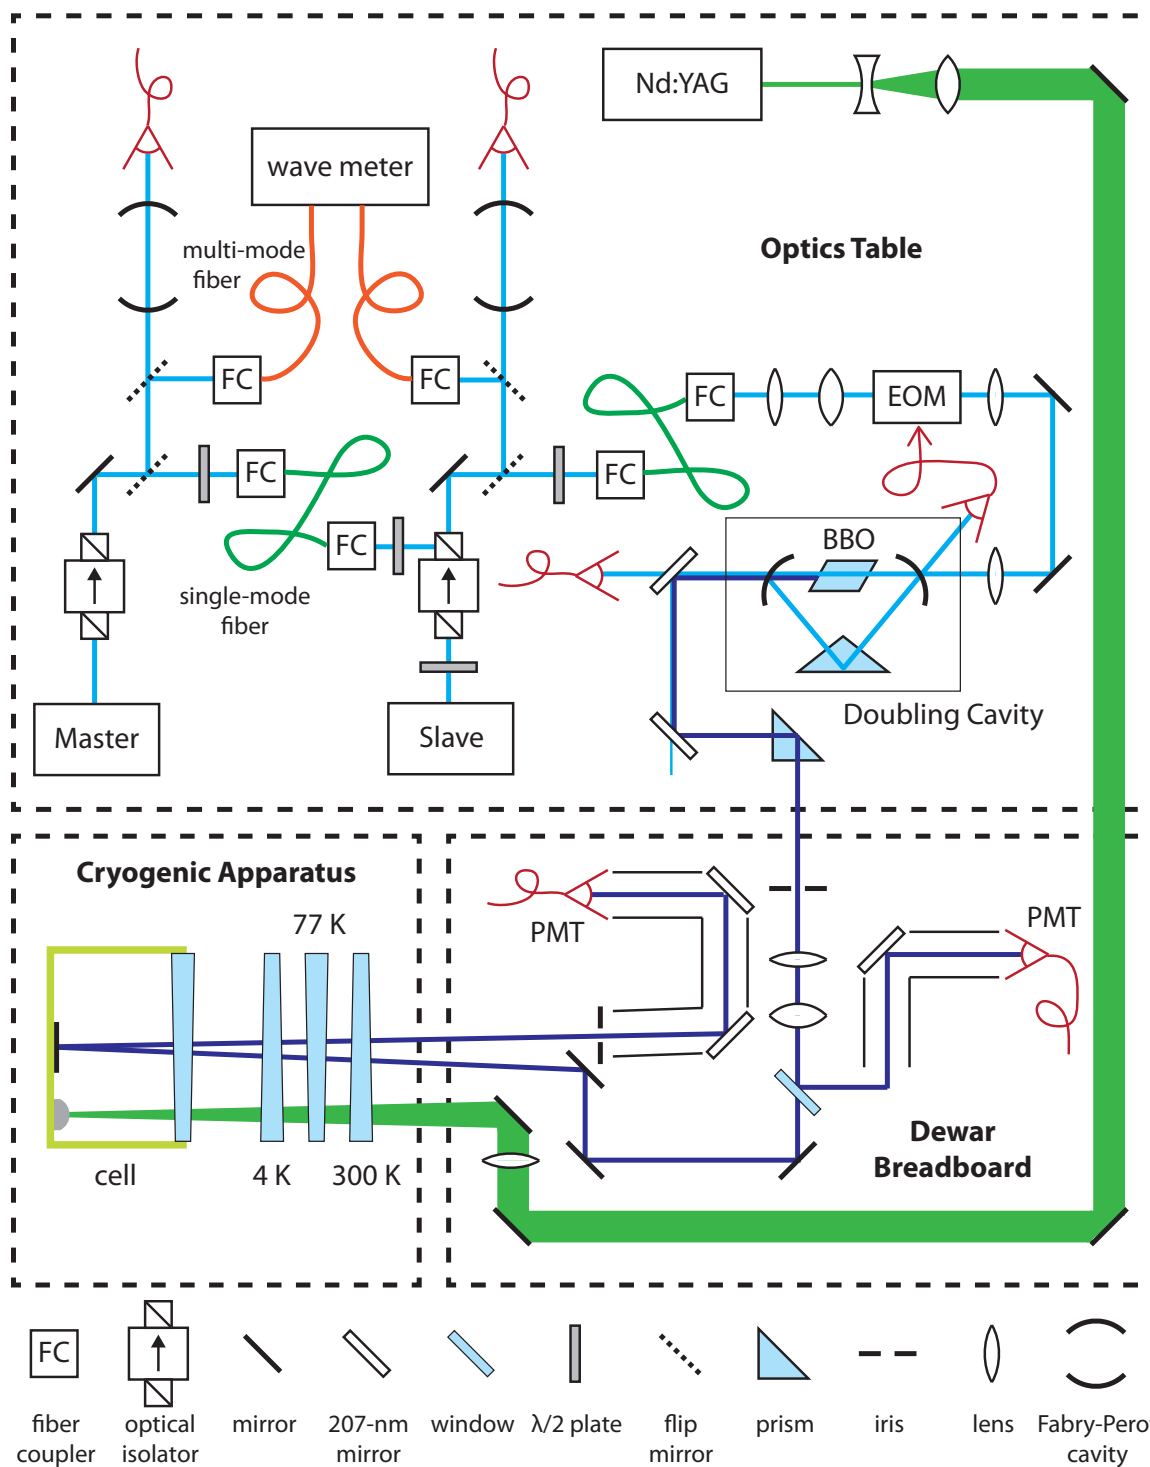 Nd:YAG
wave meter
multi-mode
fiber
Optics Table
FC
FC
FC
EOM
FC
FC
FC
BBO
single-mode
fiber
Doubling Cavity
Master
Slave
Cryogenic Apparatus
77 K
PMT
PMT
cell
4 K
300 K
Dewar
Breadboard
FC
fiber
coupler
optical
isolator
mirror
207-nm
mirror
window
λ/2 plate
flip
mirror
prism
iris
lens
Fabry-Pero
cavity